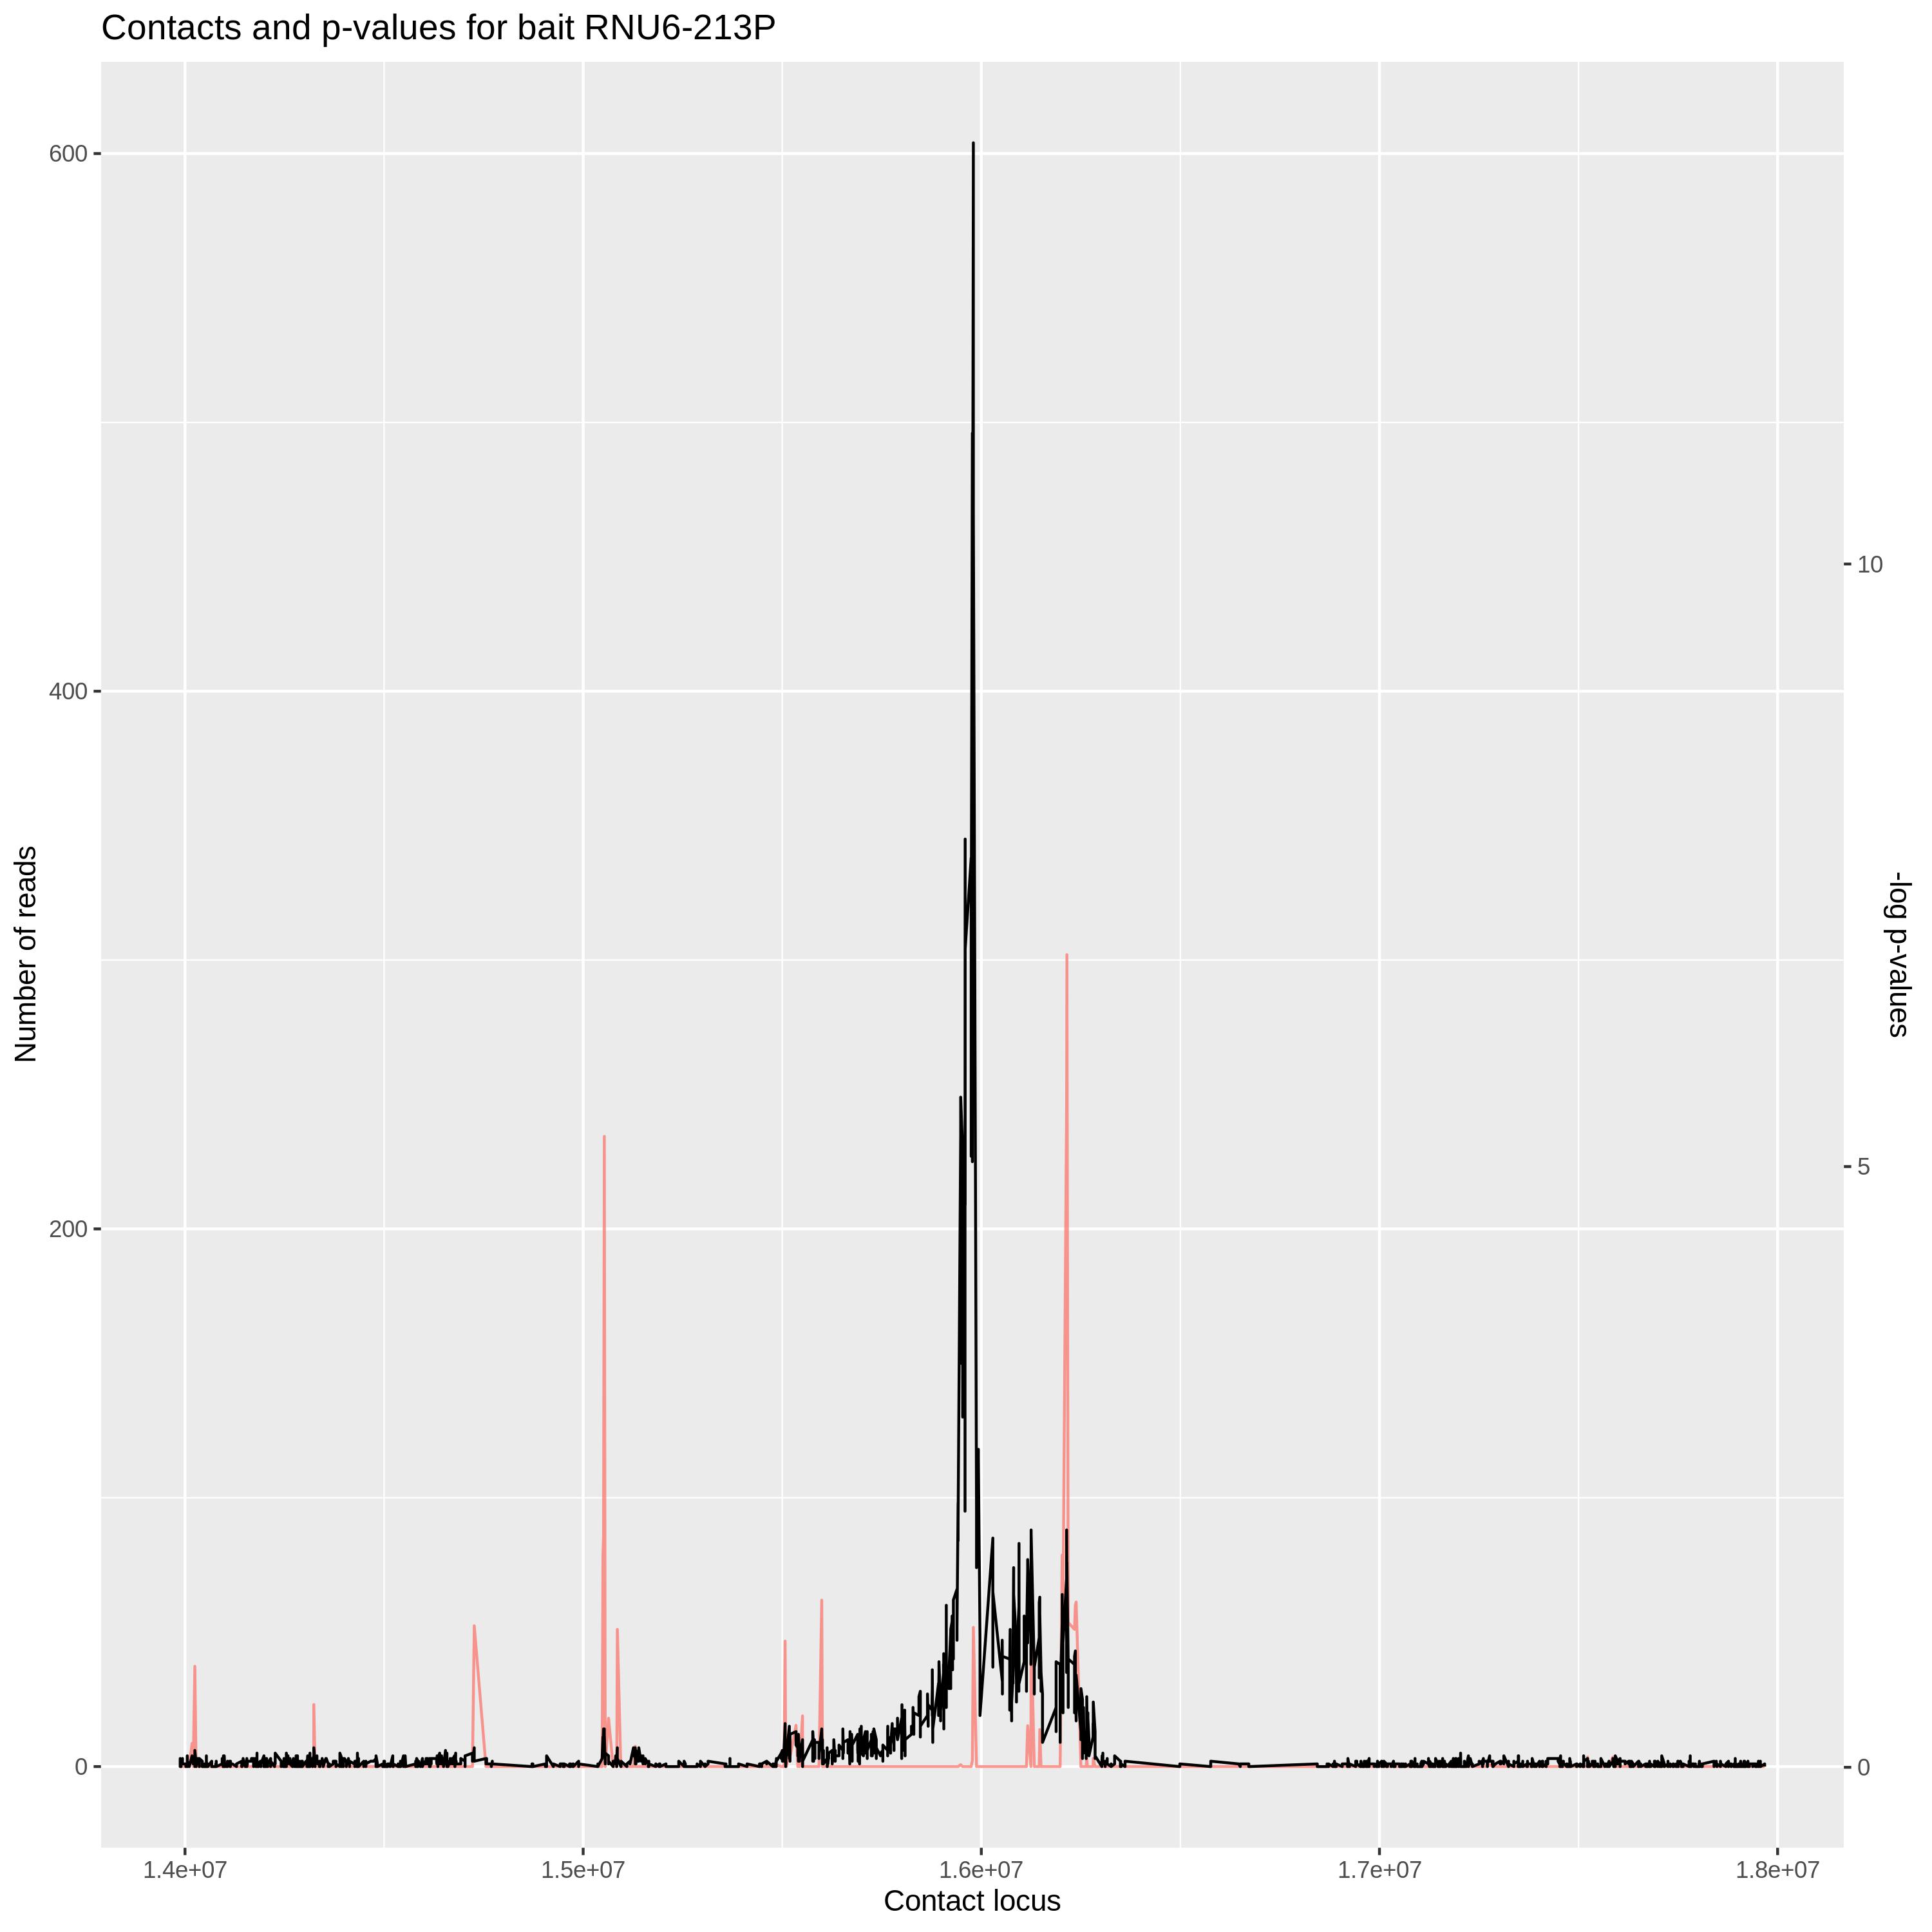 Contacts and p-values for bait RNU6-213P
600
400
200
0
Number of reads
10
5
0
-log p-values
1.4e+07 1.5e+07 1.6e+07 1.7e+07 1.8e+07
Contact locus